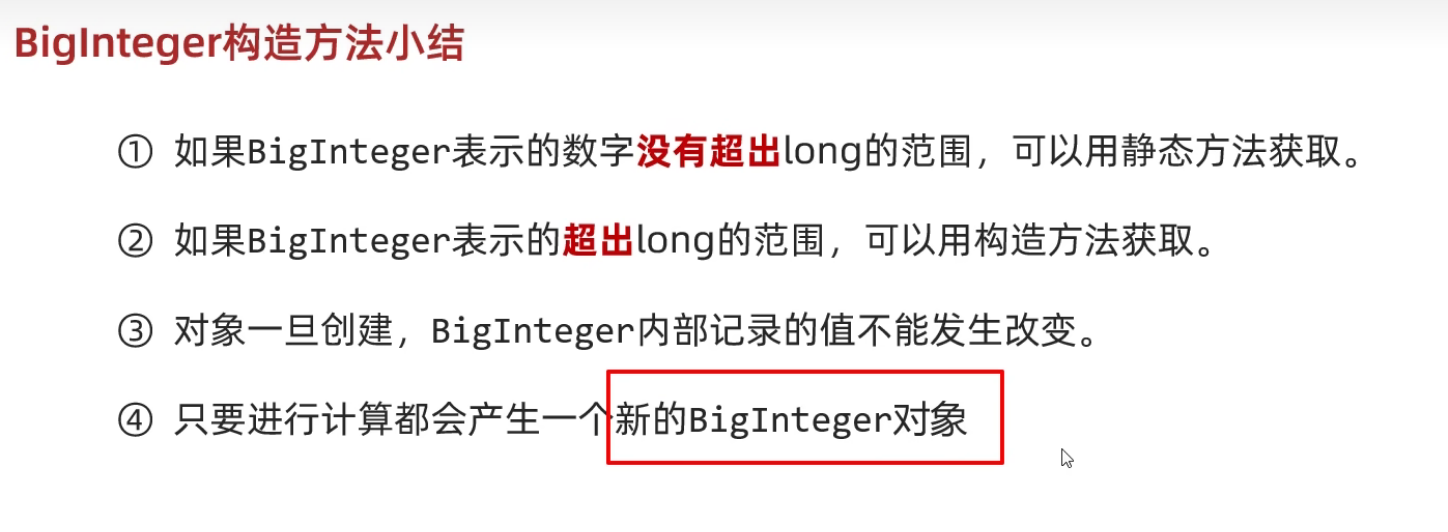 BigInteger构造方法小结
① 如果BigInteger表示的数字没有超出long的范围，可以用静态方法获取。
② 如果BigInteger表示的超出long的范围，可以用构造方法获取。
③ 对象一旦创建，BigInteger内部记录的值不能发生改变。
④ 只要进行计算都会产生一个新的BigInteger对象